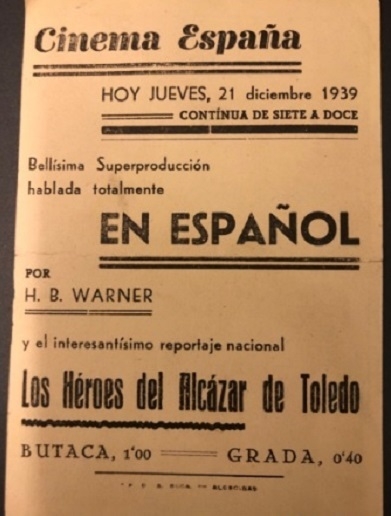 Cinema España
HOY JUEVES, 21 diciembre 1939
CONTÍNUA DE SIETE A DOCE
Bellísima Superproducción
hablada totalmente
EN ESPAÑOL
POR
H. B. WARNER
y el interesantísimo reportaje nacional
Los Héroes del Alcázar de Toledo
BUTACA, 1'00 GRADA, 0'40